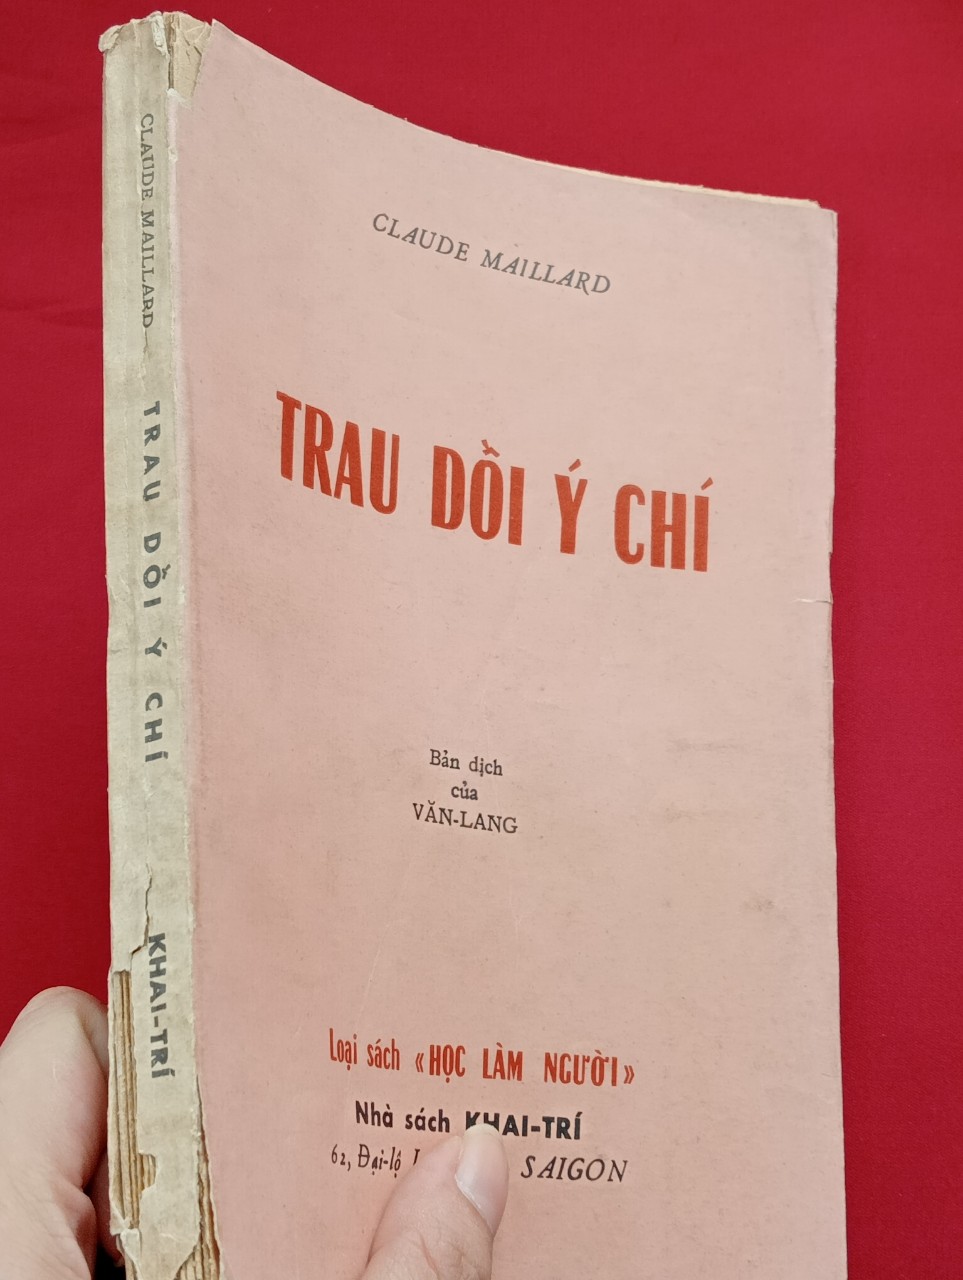 CLAUDE MAILLARD
TRAU DỒI Ý CHÍ
KHAI-TRÍ
CLAUDE MAILLARD
TRAU DỒI Ý CHÍ
Bản dịch
của
VĂN-LANG
Loại sách «HỌC LÀM NGƯỜI»
Nhà sách KHAI-TRÍ
62, Đại-lộ SAIGON